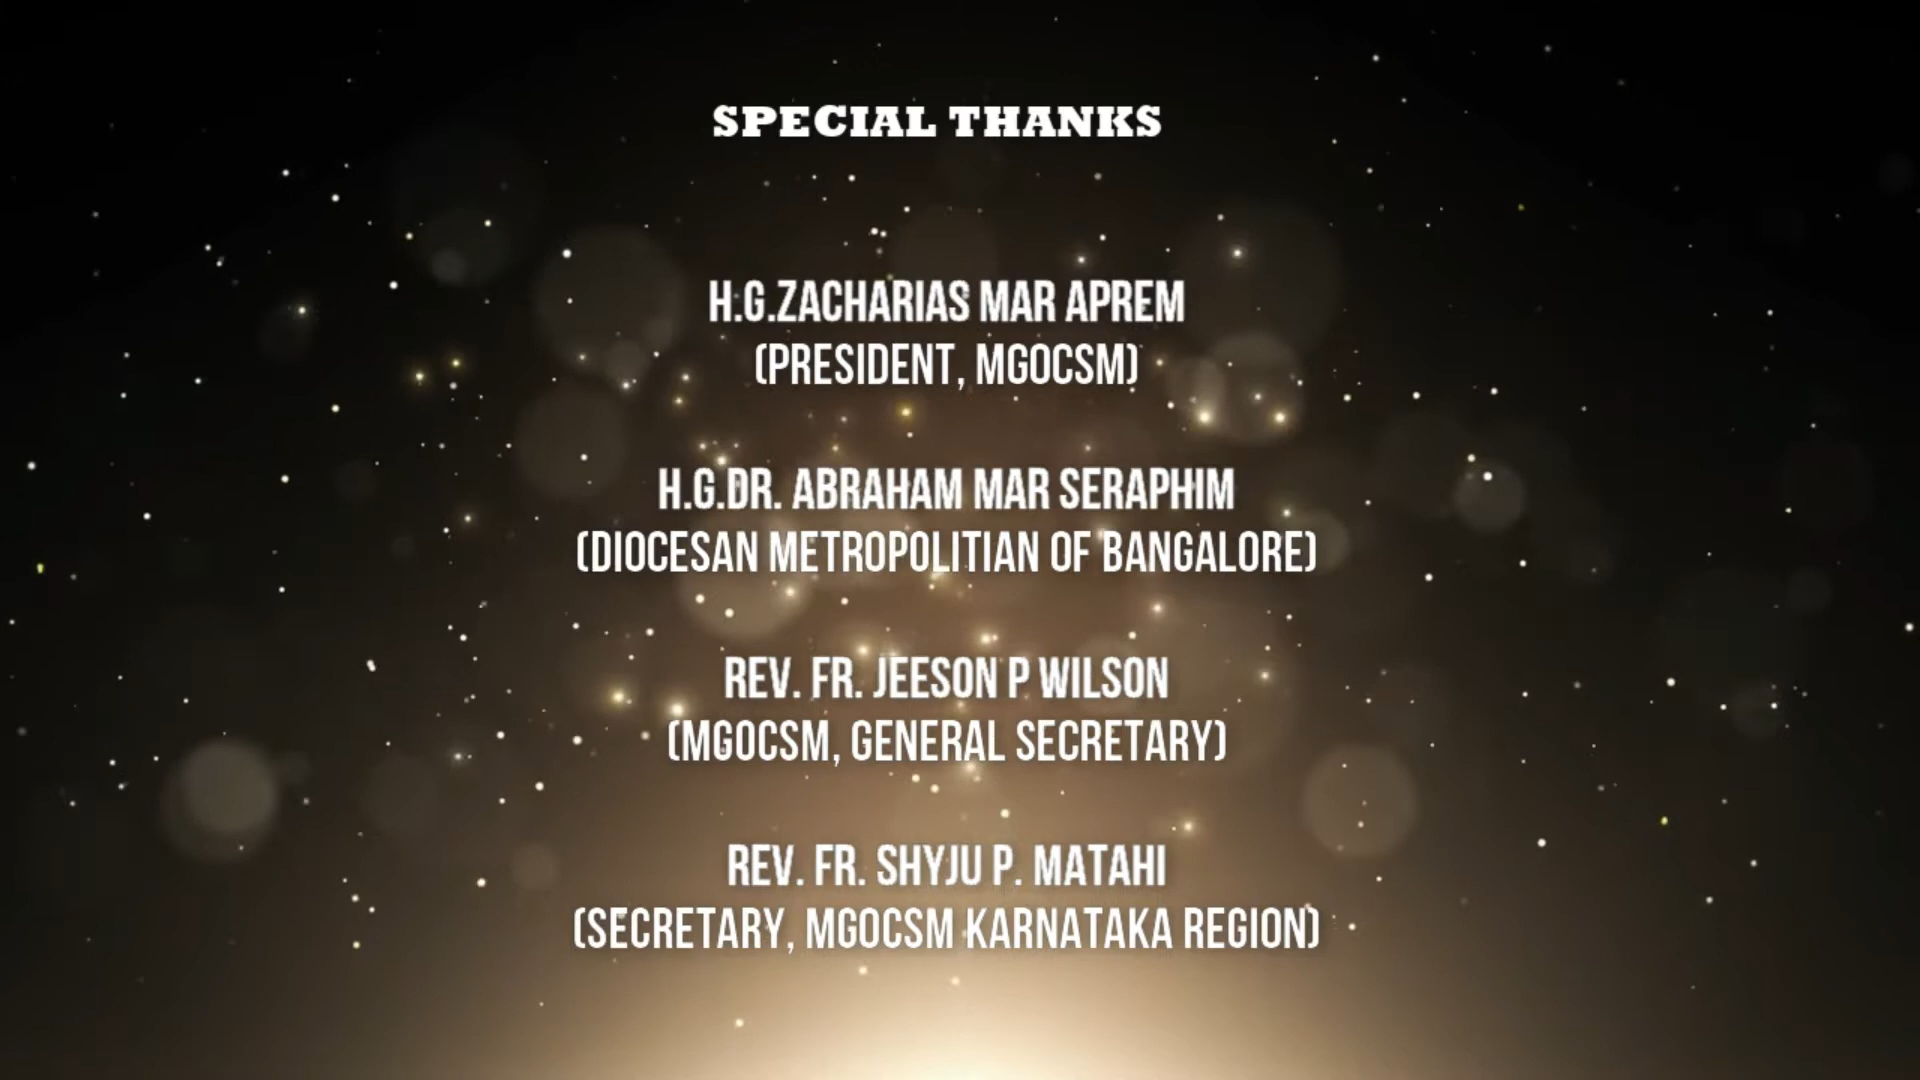 SPECIAL THANKS
H.G.ZACHARIAS MAR APREM
(PRESIDENT, MGOCSM)
H.G.DR. ABRAHAM MAR SERAPHIM
(DIOCESAN METROPOLITIAN OF BANGALORE)
REV. FR. JEESON P WILSON
(MGOCSM, GENERAL SECRETARY)
REV. FR. SHYJU P. MATAHI
(SECRETARY, MGOCSM KARNATAKA REGION)